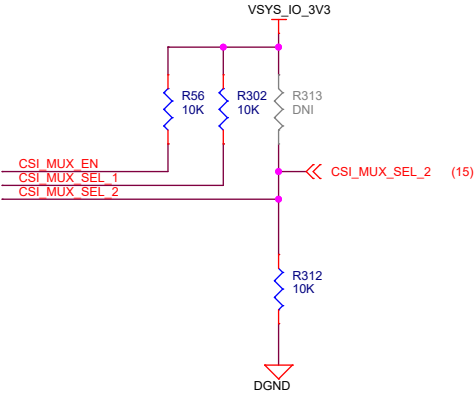 VSYS_IO_3V3
R56
10K
R302
10K
R313
DNI
CSI_MUX_EN
CSI_MUX_SEL_1
CSI_MUX_SEL_2
CSI_MUX_SEL_2 (15)
R312
10K
DGND